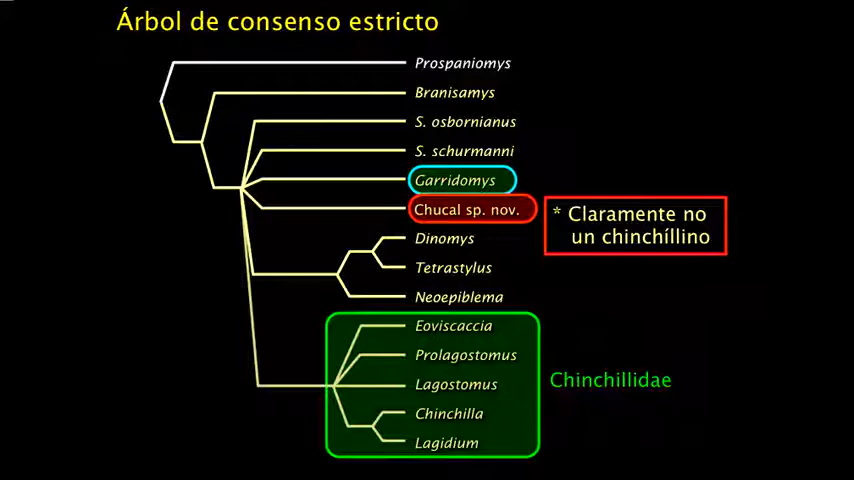 Árbol de consenso estricto
Prospaniomys
Branisamys
S. osbornianus
S. schurmanni
Garridomys
Chucal sp. nov.
* Claramente no
un chinchíllino
Dinomys
Tetrastylus
Neoepiblema
Eoviscaccia
Prolagostomus
Lagostomus
Chinchillidae
Chinchilla
Lagidium